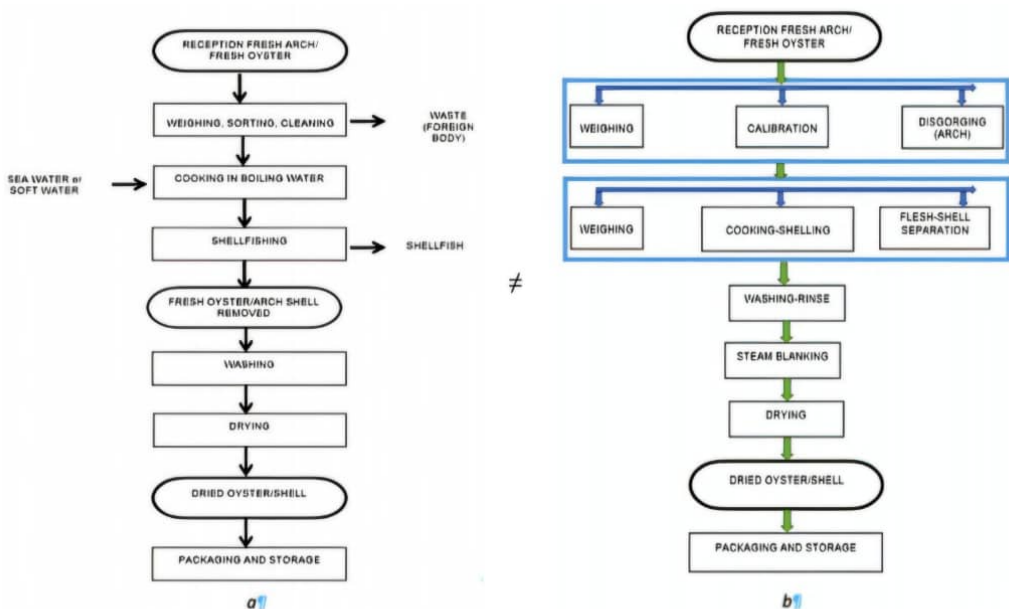 RECEPTION FRESH ARCH/
FRESH OYSTER
WEIGHING, SORTING, CLEANING
WASTE
(FOREIGN
BODY)
SEA WATER or
SOFT WATER
COOKING IN BOILING WATER
SHELLFISHING
SHELLFISH
FRESH OYSTER/ARCH SHELL
REMOVED
WASHING
DRYING
DRIED OYSTER/SHELL
PACKAGING AND STORAGE
a¶
≠
RECEPTION FRESH ARCH/
FRESH OYSTER
WEIGHING
CALIBRATION
DISGORGING
(ARCH)
WEIGHING
COOKING-SHELLING
FLESH-SHELL
SEPARATION
WASHING-RINSE
STEAM BLANKING
DRYING
DRIED OYSTER/SHELL
PACKAGING AND STORAGE
b¶